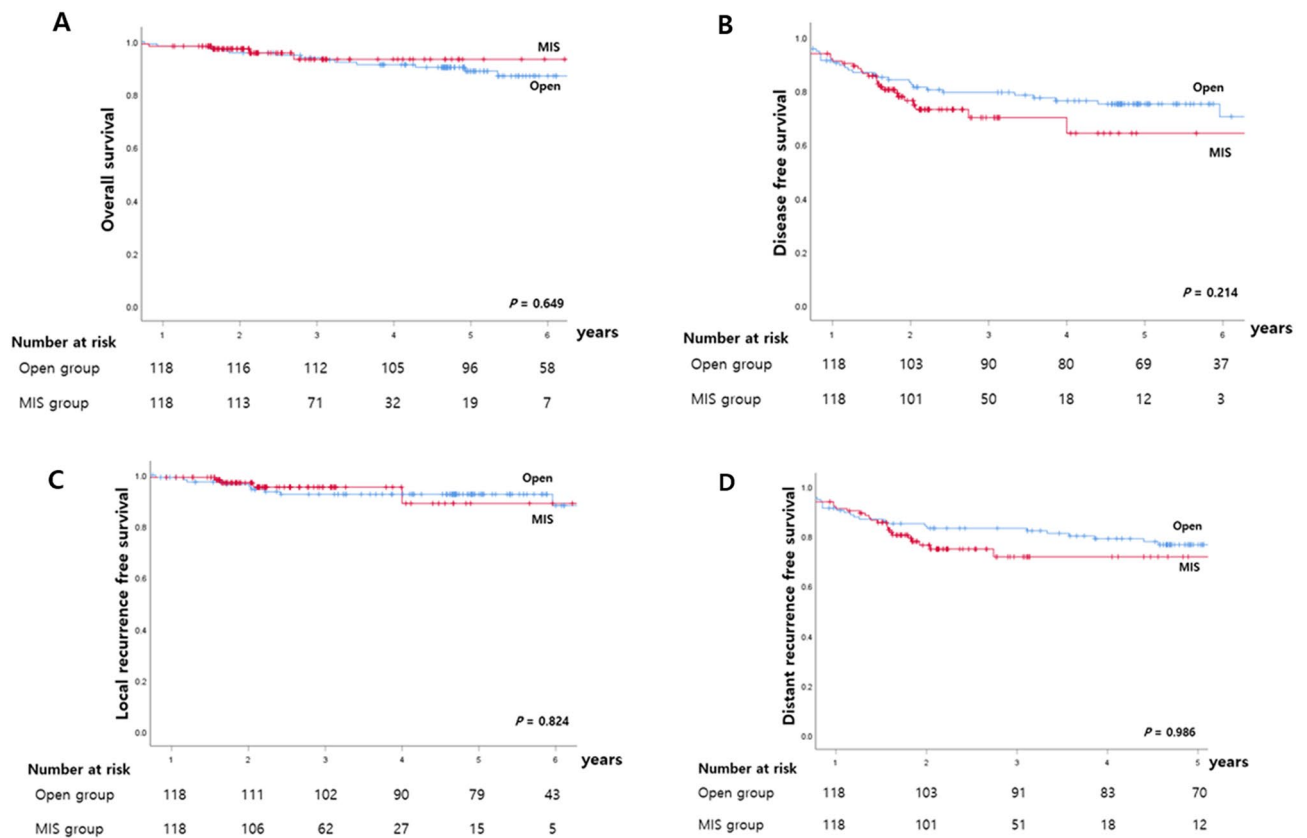 A
1.0
0.8
0.6
0.4
0.2
0.0
Overall survival
MIS
Open
P = 0.649
1 2 3 4 5 6 years
Number at risk
Open group 118 116 112 105 96 58
MIS group 118 113 71 32 19 7
B
1.0
0.8
0.6
0.4
0.2
0.0
Disease free survival
Open
MIS
P = 0.214
1 2 3 4 5 6 years
Number at risk
Open group 118 103 90 80 69 37
MIS group 118 101 50 18 12 3
C
1.0
0.8
0.6
0.4
0.2
0.0
Local recurrence free survival
Open
MIS
P = 0.824
1 2 3 4 5 6 years
Number at risk
Open group 118 111 102 90 79 43
MIS group 118 106 62 27 15 5
D
1.0
0.8
0.6
0.4
0.2
0.0
Distant recurrence free survival
Open
MIS
P = 0.986
1 2 3 4 5 years
Number at risk
Open group 118 103 91 83 70
MIS group 118 101 51 18 12